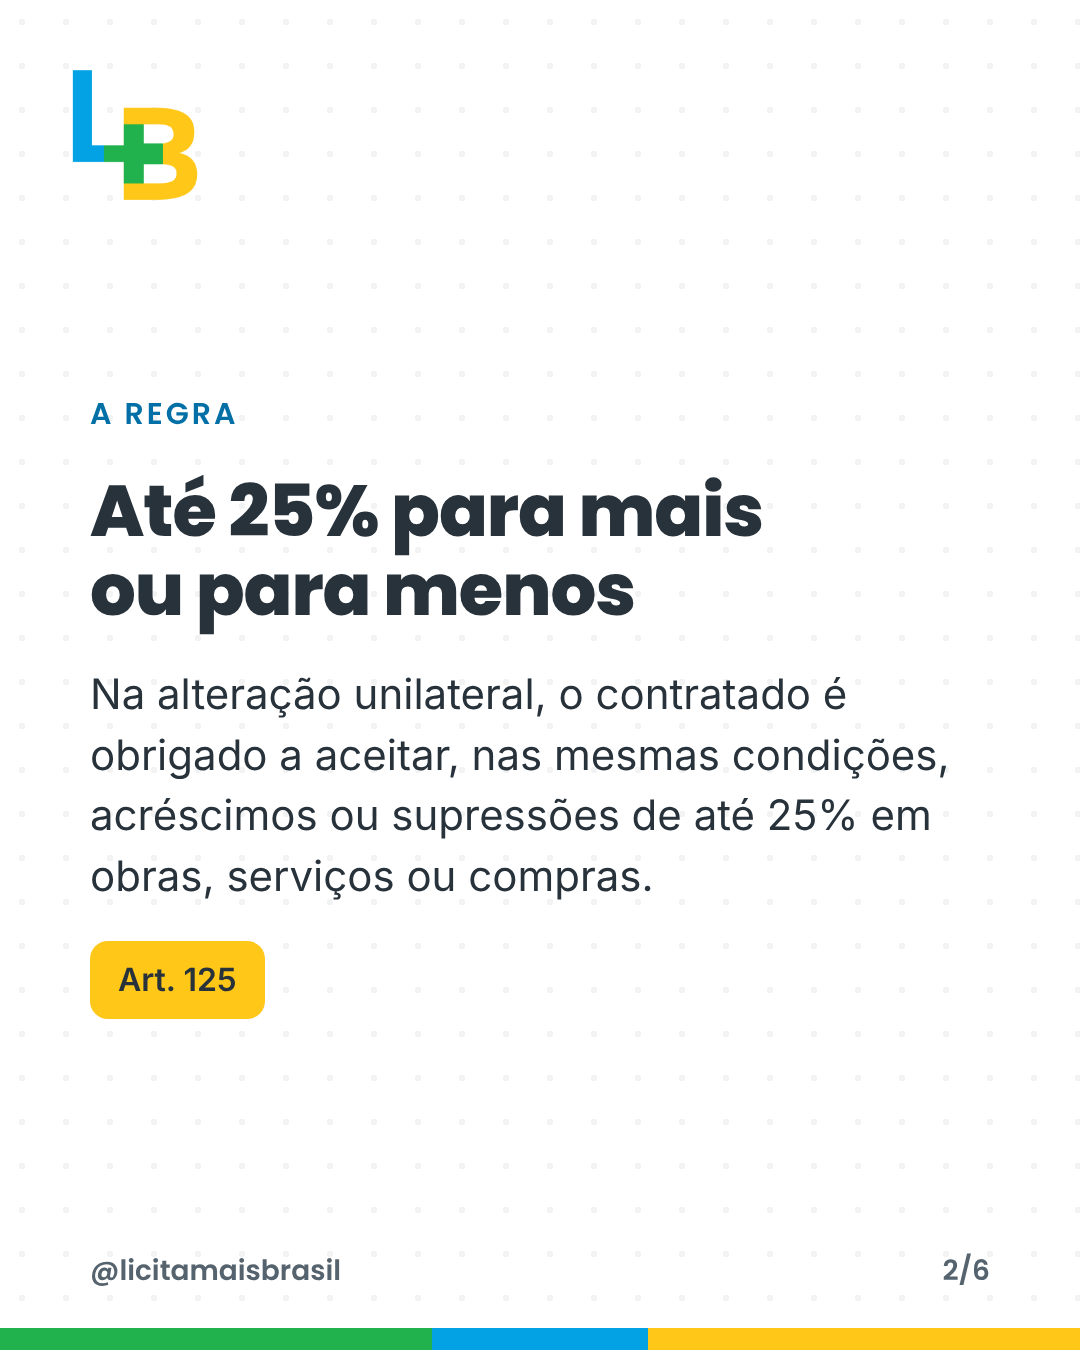 L+B
A REGRA
Até 25% para mais
ou para menos
Na alteração unilateral, o contratado é
obrigado a aceitar, nas mesmas condições,
acréscimos ou supressões de até 25% em
obras, serviços ou compras.
Art. 125
@licitamaisbrasil
2/6